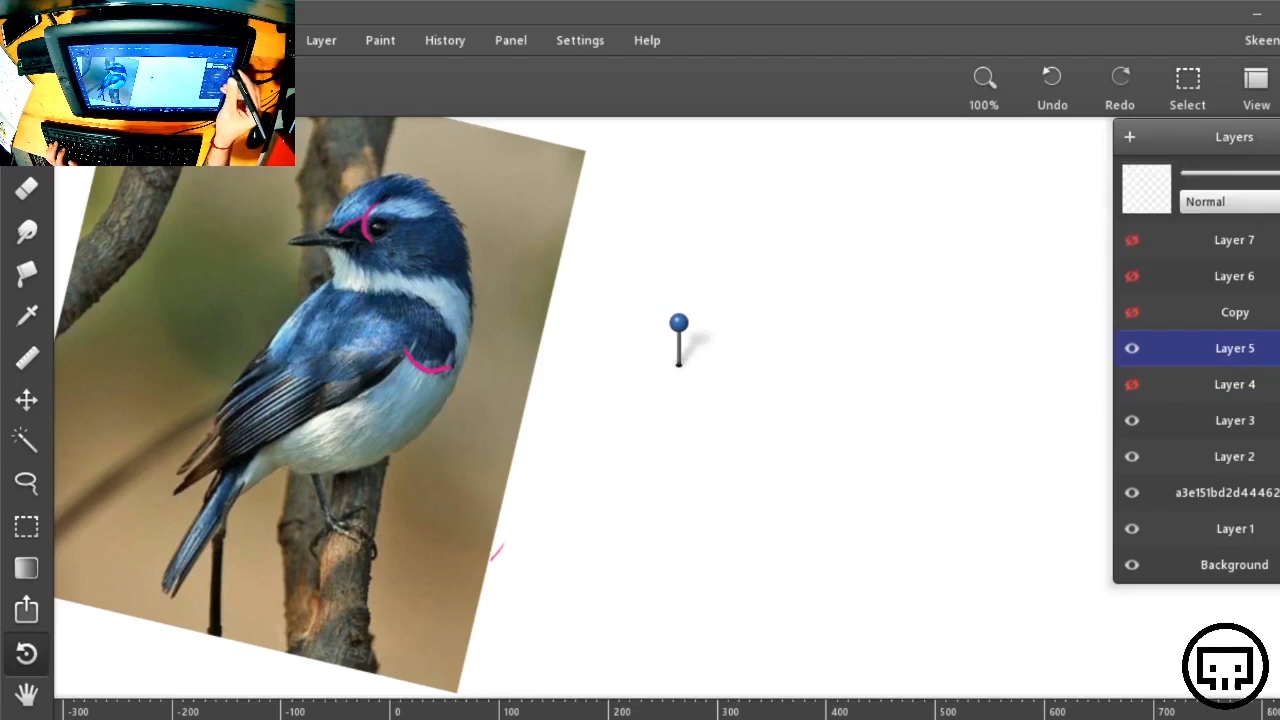 Layer Paint History Panel Settings Help Skeen
100% Undo Redo Select View
Layers
Normal
Layer 7
Layer 6
Copy
Layer 5
Layer 4
Layer 3
Layer 2
a3e151bd2d44462
Layer 1
Background
-300 -200 -100 0 100 200 300 400 500 600 700 800